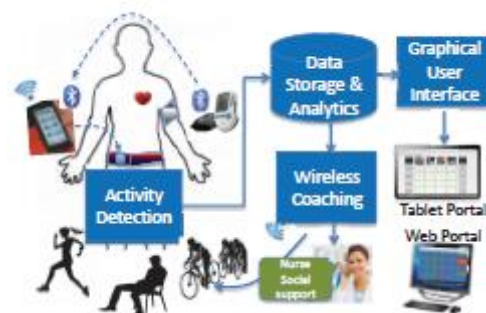 Data
Storage &
Analytics
Graphical
User
Interface
Activity
Detection
Wireless
Coaching
Nurse
Social
support
Tablet Portal
Web Portal